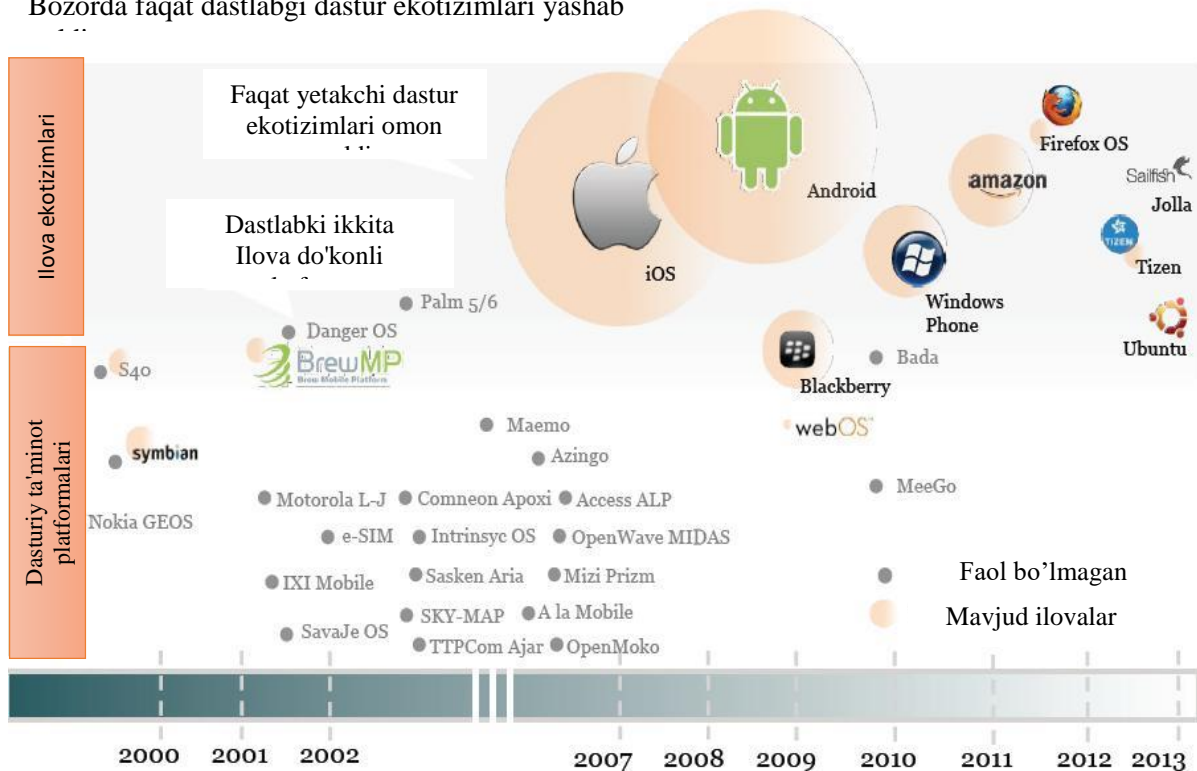 Bozorda faqat dastlabgi dastur ekotizimlari yashab
Ilova ekotizimlari
Faqat yetakchi dastur
ekotizimlari omon
Dastlabki ikkita
Ilova do'konli
iOS
Android
Firefox OS
amazon
Sailfish
Jolla
TIZEN
Tizen
Windows
Phone
Ubuntu
Palm 5/6
Danger OS
BrewMP
Brew Mobile Platform
S40
Blackberry
Bada
Dasturiy ta'minot
platformalari
symbian
Nokia GEOS
Maemo
Azingo
webOS
MeeGo
Motorola L-J
Comneon Apoxi
Access ALP
e-SIM
Intrinsyc OS
OpenWave MIDAS
IXI Mobile
Sasken Aria
Mizi Prizm
SKY-MAP
A la Mobile
SavaJe OS
TTPCom Ajar
OpenMoko
Faol bo’lmagan
Mavjud ilovalar
2000 2001 2002 2007 2008 2009 2010 2011 2012 2013